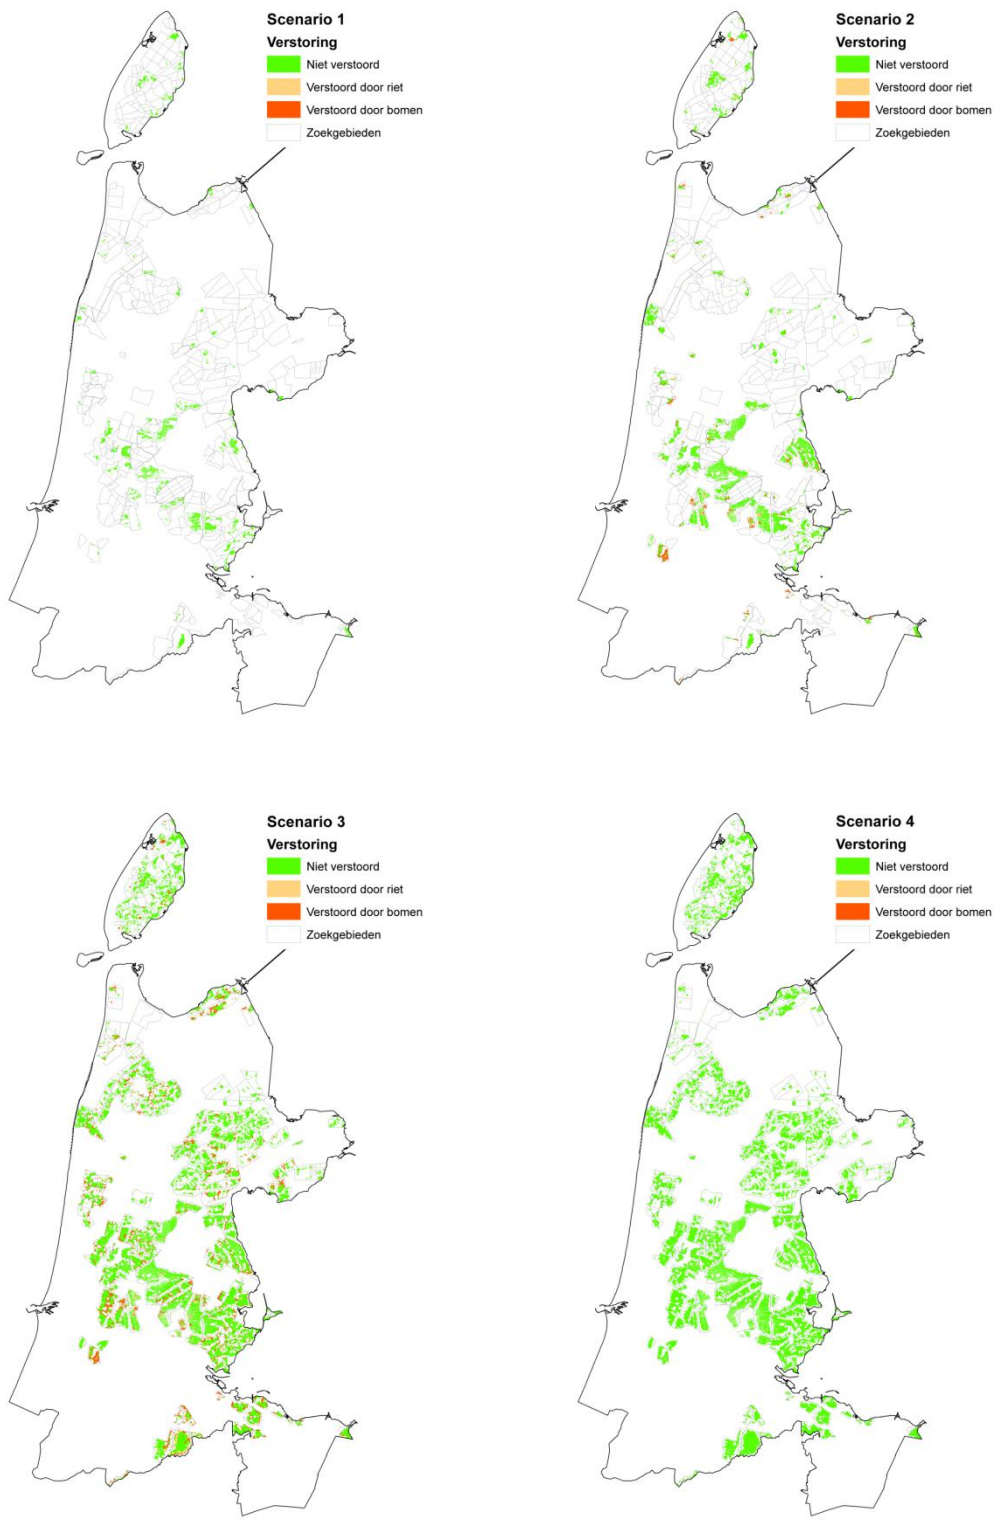 Scenario 1
Verstoring
Niet verstoord
Verstoord door riet
Verstoord door bomen
Zoekgebieden
Scenario 2
Verstoring
Niet verstoord
Verstoord door riet
Verstoord door bomen
Zoekgebieden
Scenario 3
Verstoring
Niet verstoord
Verstoord door riet
Verstoord door bomen
Zoekgebieden
Scenario 4
Verstoring
Niet verstoord
Verstoord door riet
Verstoord door bomen
Zoekgebieden